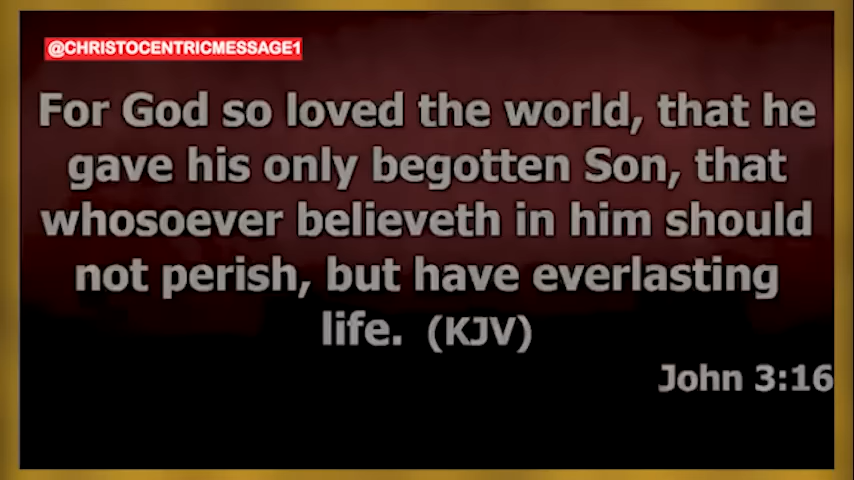 @CHRISTOCENTRICMESSAGE1
For God so loved the world, that he
gave his only begotten Son, that
whosoever believeth in him should
not perish, but have everlasting
life. (KJV)
John 3:16